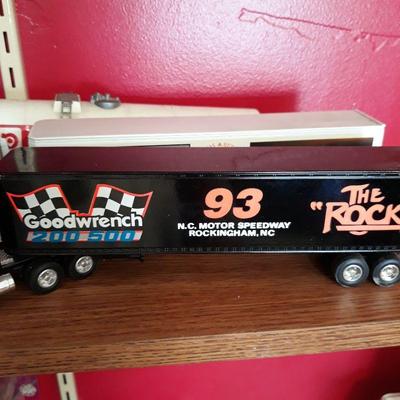 Goodwrench
200 500
93
N.C. MOTOR SPEEDWAY
ROCKINGHAM, NC
THE
"ROCK